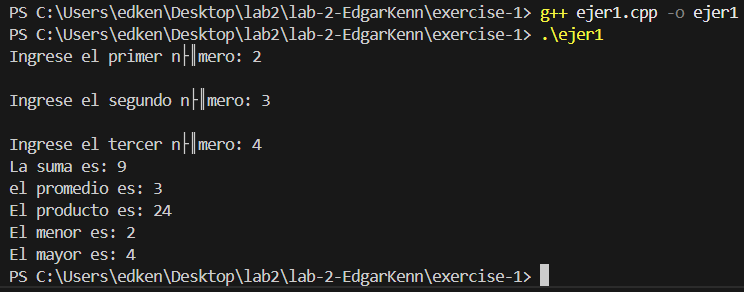 PS C:\Users\edken\Desktop\lab2\lab-2-EdgarKenn\exercise-1> g++ ejer1.cpp -o ejer1
PS C:\Users\edken\Desktop\lab2\lab-2-EdgarKenn\exercise-1> .\ejer1
Ingrese el primer n├║mero: 2
Ingrese el segundo n├║mero: 3
Ingrese el tercer n├║mero: 4
La suma es: 9
el promedio es: 3
El producto es: 24
El menor es: 2
El mayor es: 4
PS C:\Users\edken\Desktop\lab2\lab-2-EdgarKenn\exercise-1>